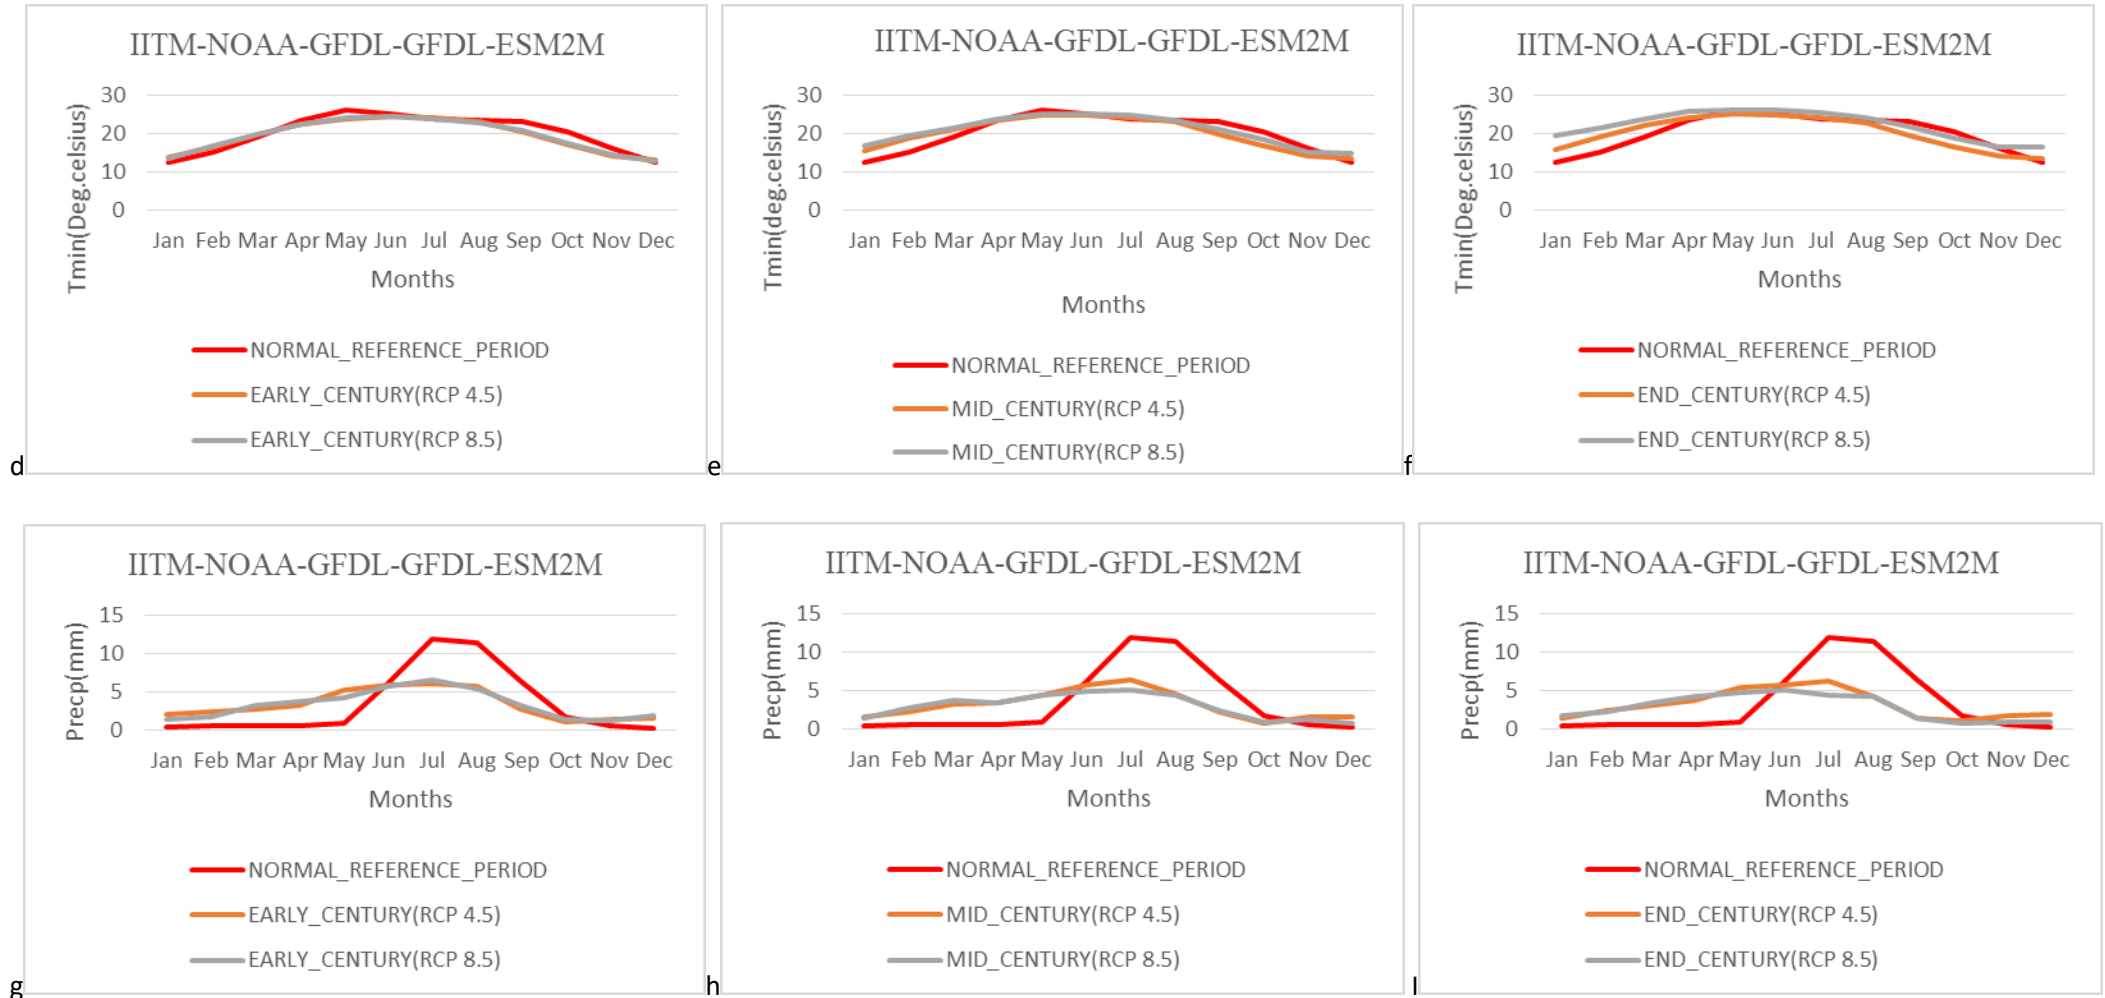 IITM-NOAA-GFDL-GFDL-ESM2M
Tmin(Deg.celsius)
30
20
10
0
Jan Feb Mar Apr May Jun Jul Aug Sep Oct Nov Dec
Months
NORMAL_REFERENCE_PERIOD
EARLY_CENTURY(RCP 4.5)
EARLY_CENTURY(RCP 8.5)
d
IITM-NOAA-GFDL-GFDL-ESM2M
Tmin(deg.celsius)
30
20
10
0
Jan Feb Mar Apr May Jun Jul Aug Sep Oct Nov Dec
Months
NORMAL_REFERENCE_PERIOD
MID_CENTURY(RCP 4.5)
MID_CENTURY(RCP 8.5)
e
IITM-NOAA-GFDL-GFDL-ESM2M
Tmin(Deg.celsius)
30
20
10
0
Jan Feb Mar Apr May Jun Jul Aug Sep Oct Nov Dec
Months
NORMAL_REFERENCE_PERIOD
END_CENTURY(RCP 4.5)
END_CENTURY(RCP 8.5)
f
IITM-NOAA-GFDL-GFDL-ESM2M
Precp(mm)
15
10
5
0
Jan Feb Mar Apr May Jun Jul Aug Sep Oct Nov Dec
Months
NORMAL_REFERENCE_PERIOD
EARLY_CENTURY(RCP 4.5)
EARLY_CENTURY(RCP 8.5)
g
IITM-NOAA-GFDL-GFDL-ESM2M
Precp(mm)
15
10
5
0
Jan Feb Mar Apr May Jun Jul Aug Sep Oct Nov Dec
Months
NORMAL_REFERENCE_PERIOD
MID_CENTURY(RCP 4.5)
MID_CENTURY(RCP 8.5)
h
IITM-NOAA-GFDL-GFDL-ESM2M
Precp(mm)
15
10
5
0
Jan Feb Mar Apr May Jun Jul Aug Sep Oct Nov Dec
Months
NORMAL_REFERENCE_PERIOD
END_CENTURY(RCP 4.5)
END_CENTURY(RCP 8.5)
I